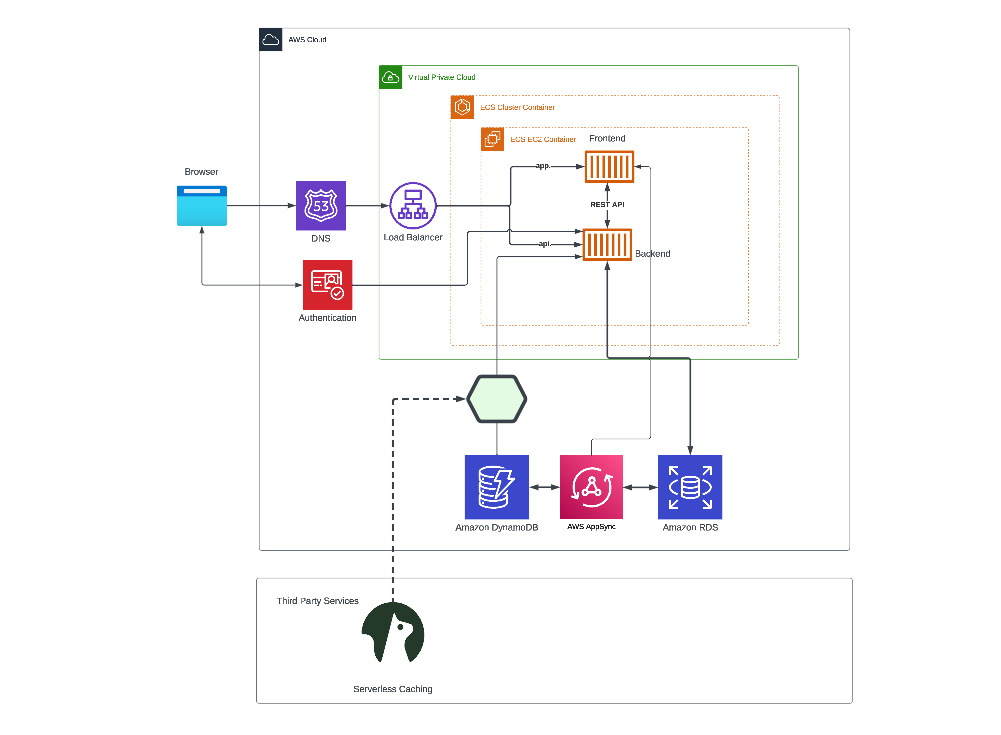 AWS Cloud
Virtual Private Cloud
ECS Cluster Container
ECS EC2 Container
Frontend
app.
Browser
53
REST API
DNS
Load Balancer
api.
Backend
Authentication
Amazon DynamoDB
AWS AppSync
Amazon RDS
Third Party Services
Serverless Caching